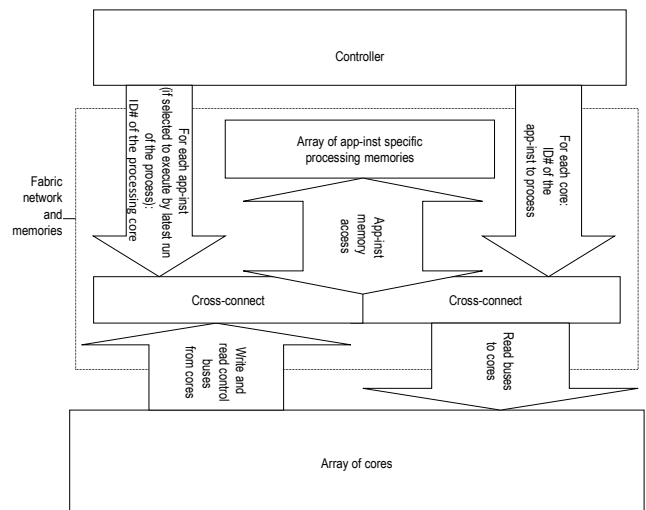 Controller
For each app-inst
(if selected to execute by latest run
of the process):
ID# of the processing core
Array of app-inst specific
processing memories
For each core:
ID# of the
app-inst to process
Fabric
network
and
memories
App-inst
memory
access
Cross-connect
Cross-connect
Write and
read control
buses
from cores
Read buses
to cores
Array of cores